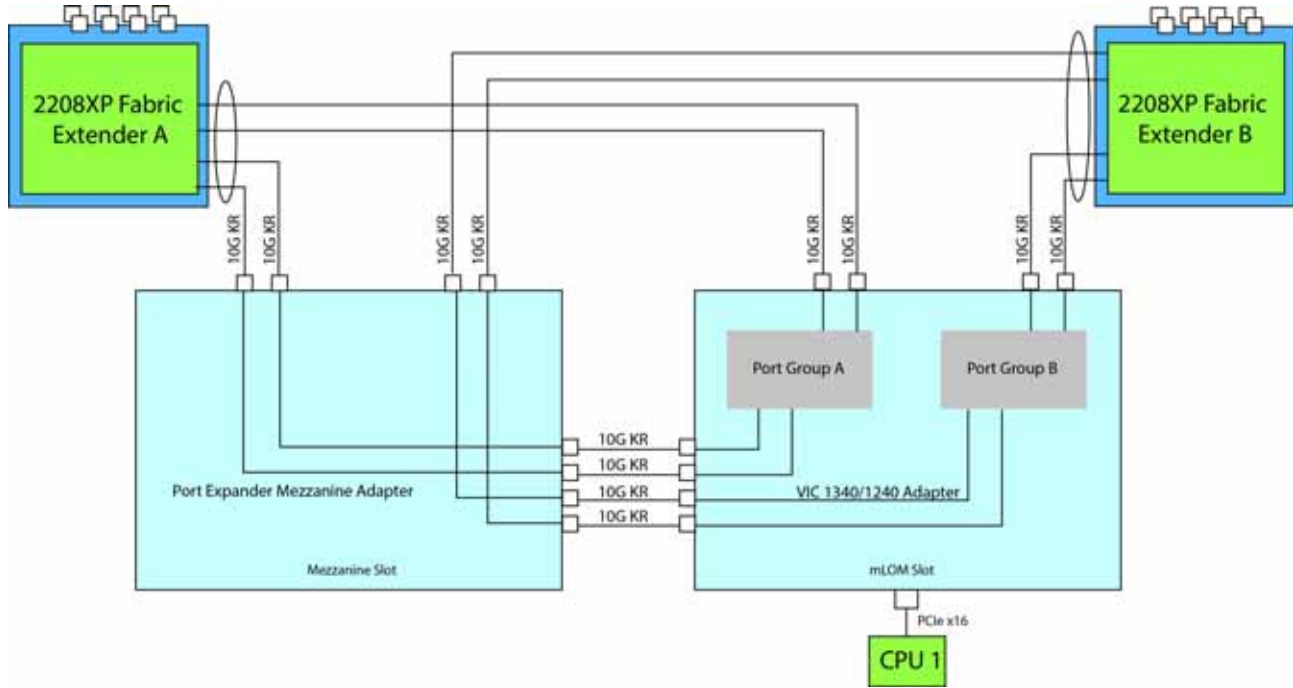 2208XP Fabric
Extender A
2208XP Fabric
Extender B
10G KR
10G KR
10G KR
10G KR
10G KR
10G KR
10G KR
10G KR
Port Group A
Port Group B
10G KR
10G KR
10G KR
10G KR
Port Expander Mezzanine Adapter
VIC 1340/1240 Adapter
Mezzanine Slot
mLOM Slot
PCIe x16
CPU 1